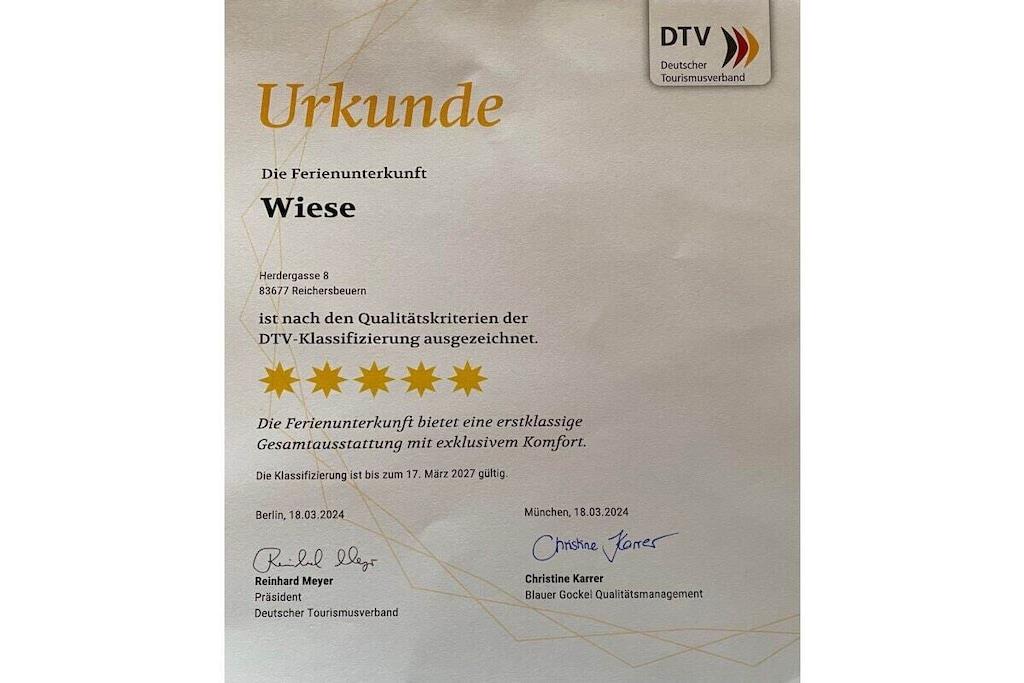 DTV
Deutscher
Tourismusverband
Urkunde
Die Ferienunterkunft
Wiese
Herdergasse 8
83677 Reichersbeuern
ist nach den Qualitätskriterien der
DTV-Klassifizierung ausgezeichnet.
Die Ferienunterkunft bietet eine erstklassige
Gesamtausstattung mit exklusivem Komfort.
Die Klassifizierung ist bis zum 17. März 2027 gültig.
Berlin, 18.03.2024
Reinhard Meyer
Reinhard Meyer
Präsident
Deutscher Tourismusverband
München, 18.03.2024
Christine Karrer
Christine Karrer
Blauer Gockel Qualitätsmanagement